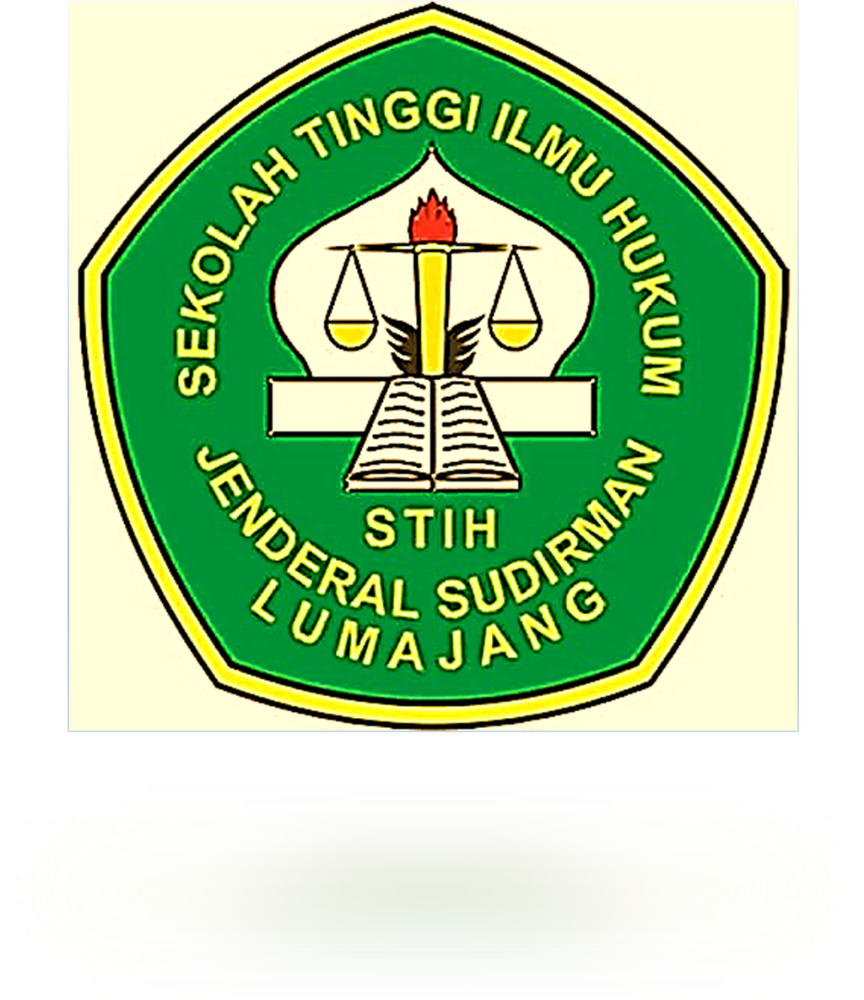 SEKOLAH TINGGI ILMU HUKUM
STIH
JENDERAL SUDIRMAN
LUMAJANG